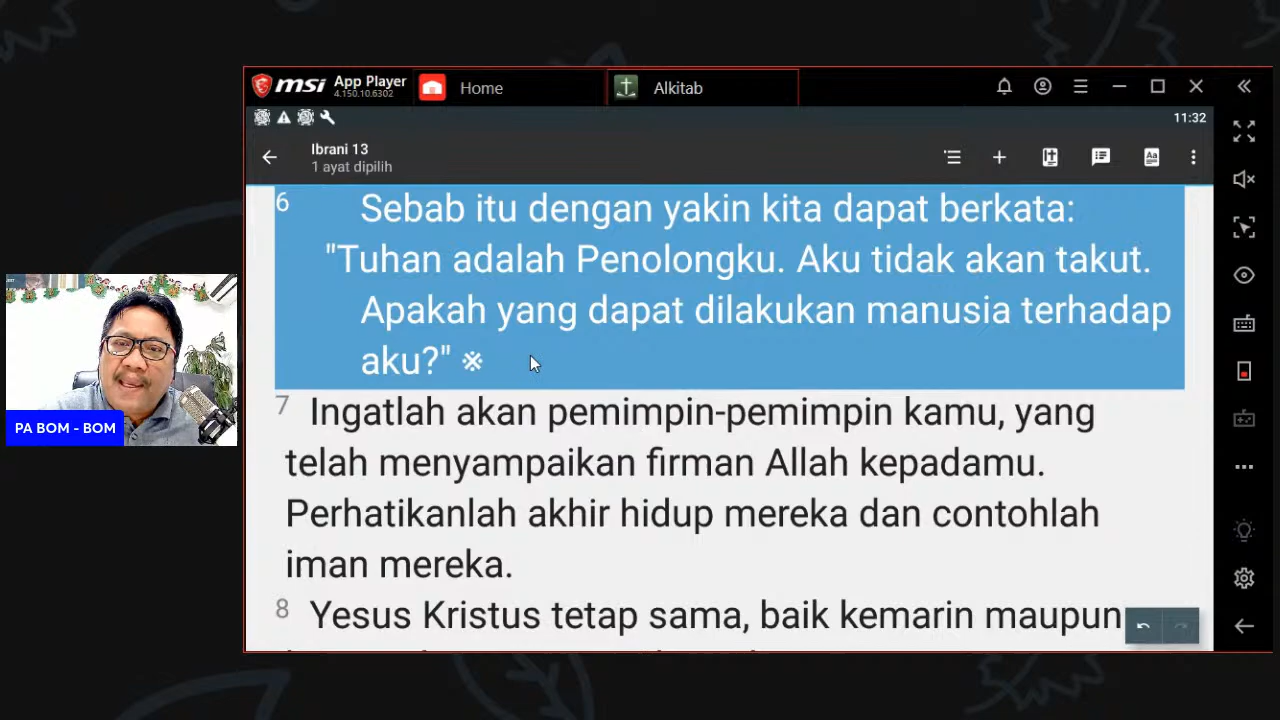 msi App Player
4.150.10.6302
Home
Alkitab
11:32
Ibrani 13
1 ayat dipilih
6 Sebab itu dengan yakin kita dapat berkata:
"Tuhan adalah Penolongku. Aku tidak akan takut.
Apakah yang dapat dilakukan manusia terhadap
aku?" ※
7 Ingatlah akan pemimpin-pemimpin kamu, yang
telah menyampaikan firman Allah kepadamu.
Perhatikanlah akhir hidup mereka dan contohlah
iman mereka.
8 Yesus Kristus tetap sama, baik kemarin maupun
PA BOM - BOM